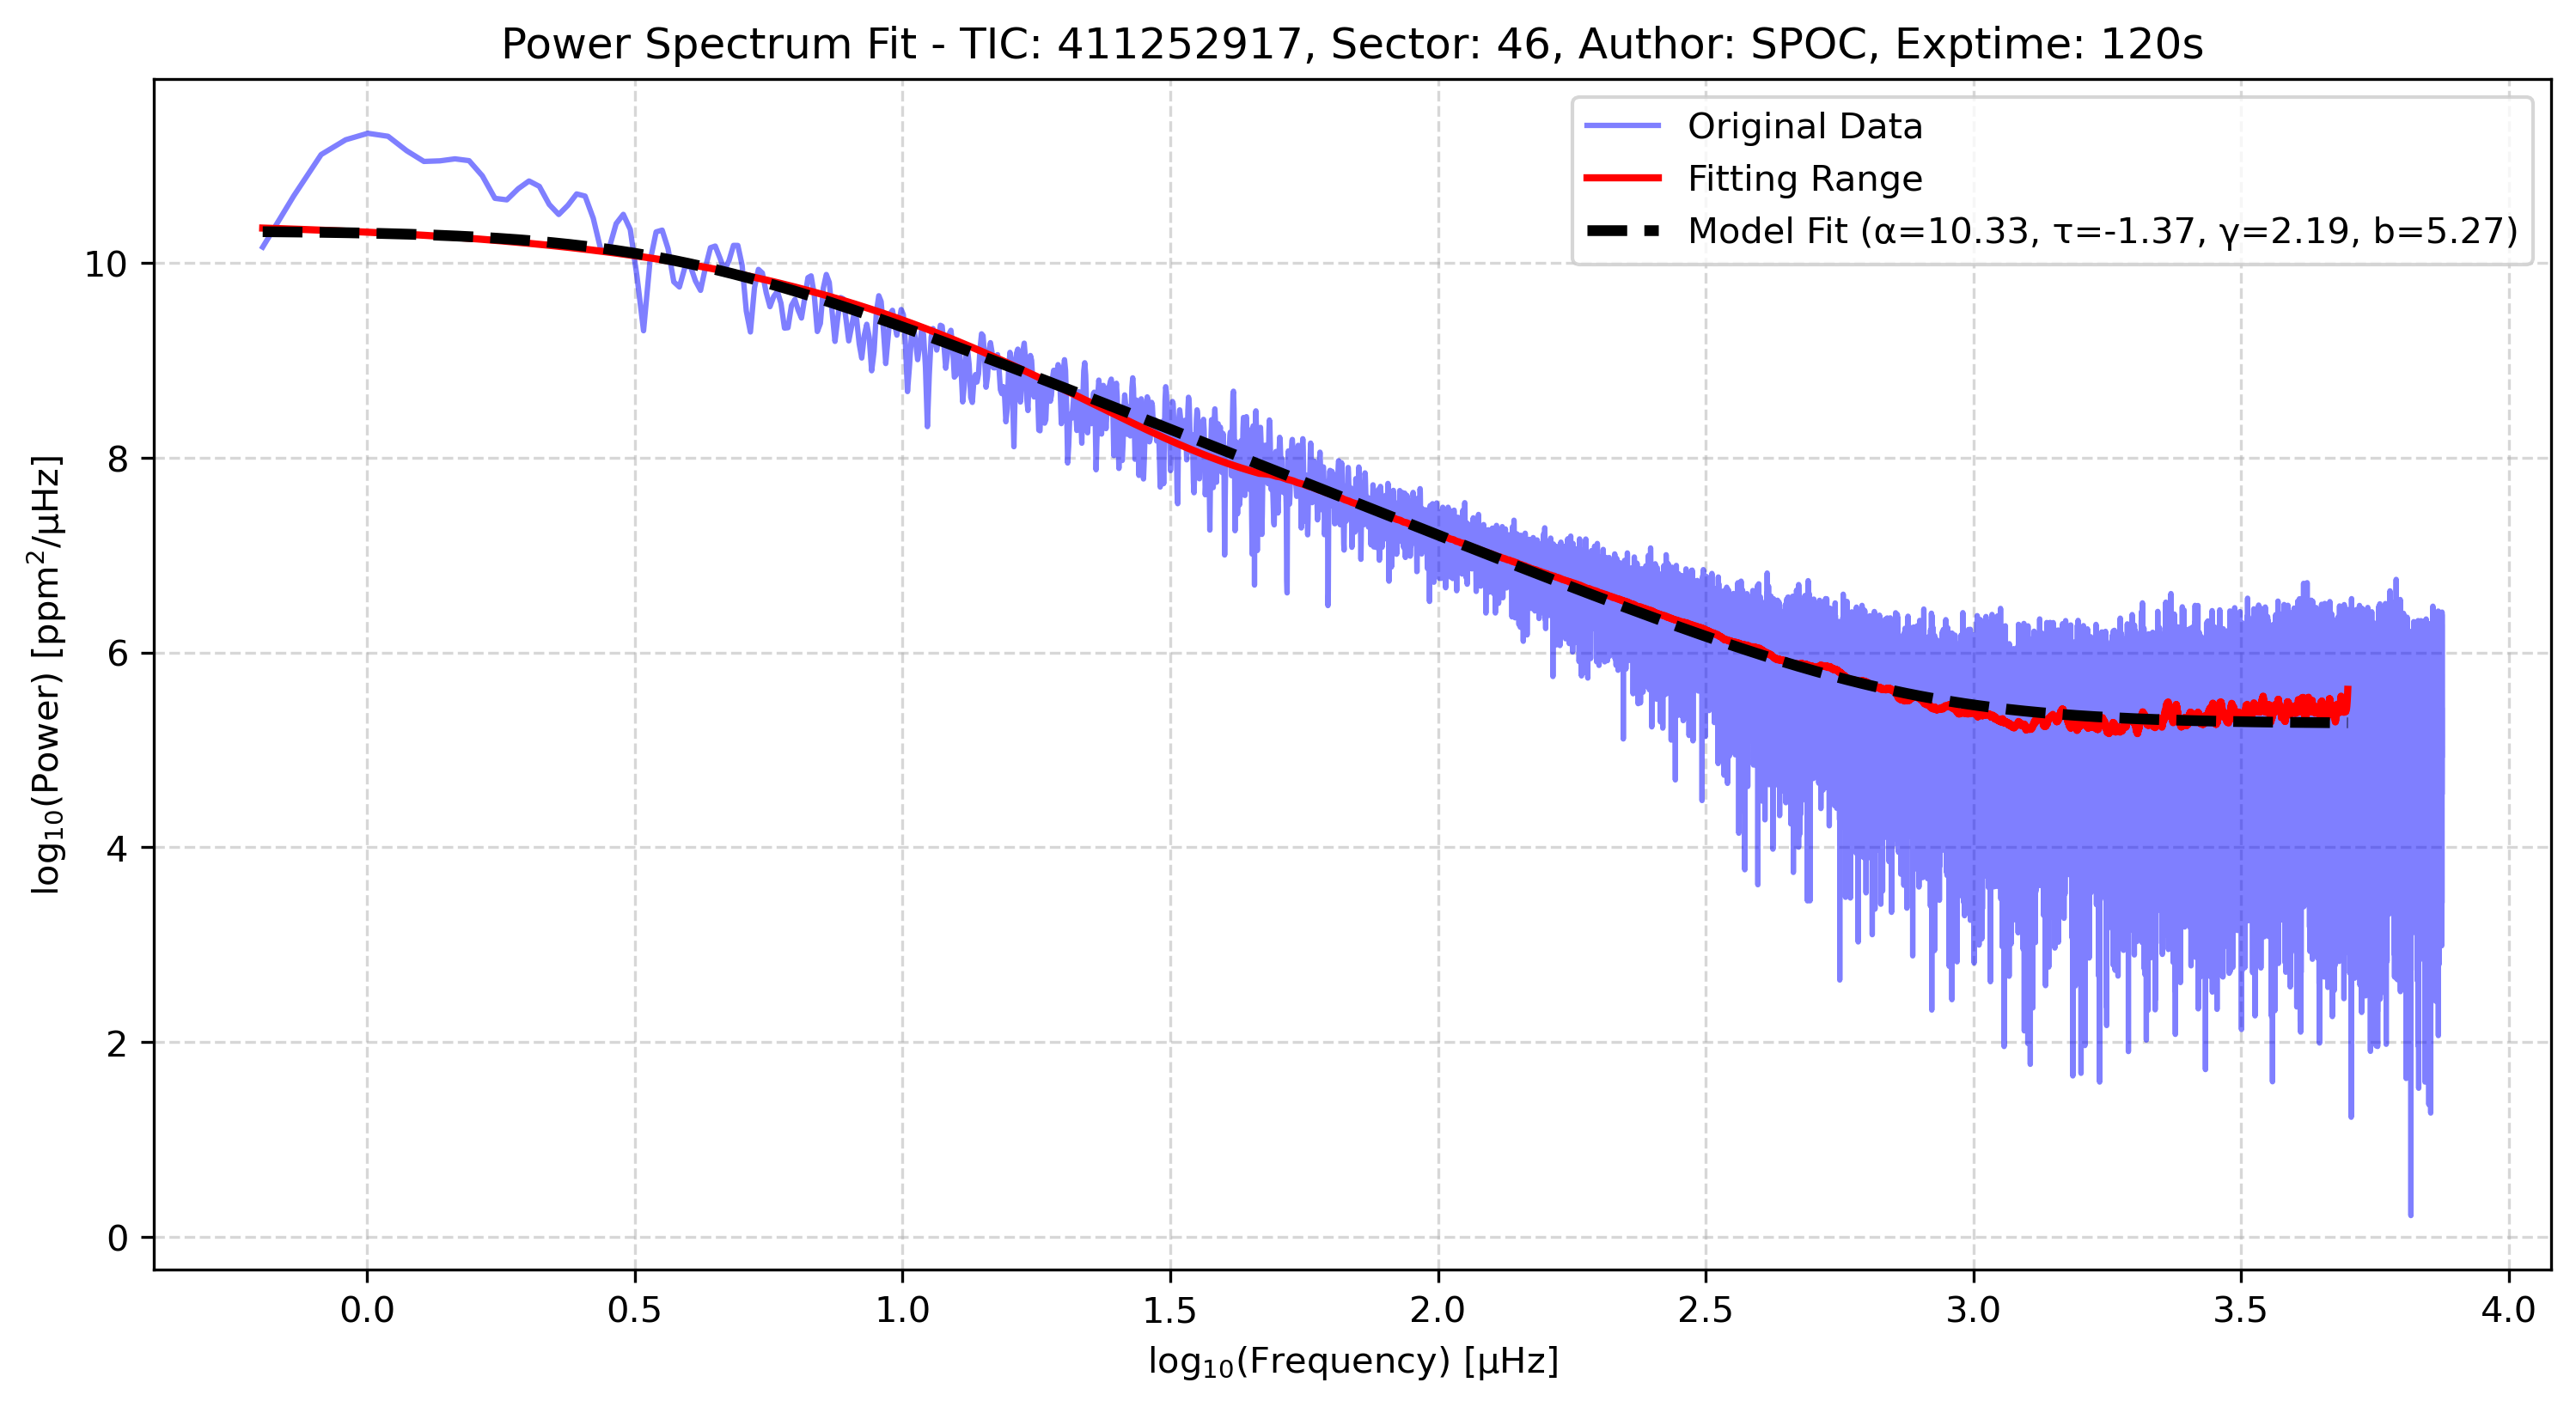 Power Spectrum Fit - TIC: 411252917, Sector: 46, Author: SPOC, Exptime: 120s
Original Data
Fitting Range
Model Fit (α=10.33, τ=-1.37, γ=2.19, b=5.27)
log₁₀(Power) [ppm²/μHz]
10
8
6
4
2
0
0.0 0.5 1.0 1.5 2.0 2.5 3.0 3.5 4.0
log₁₀(Frequency) [μHz]